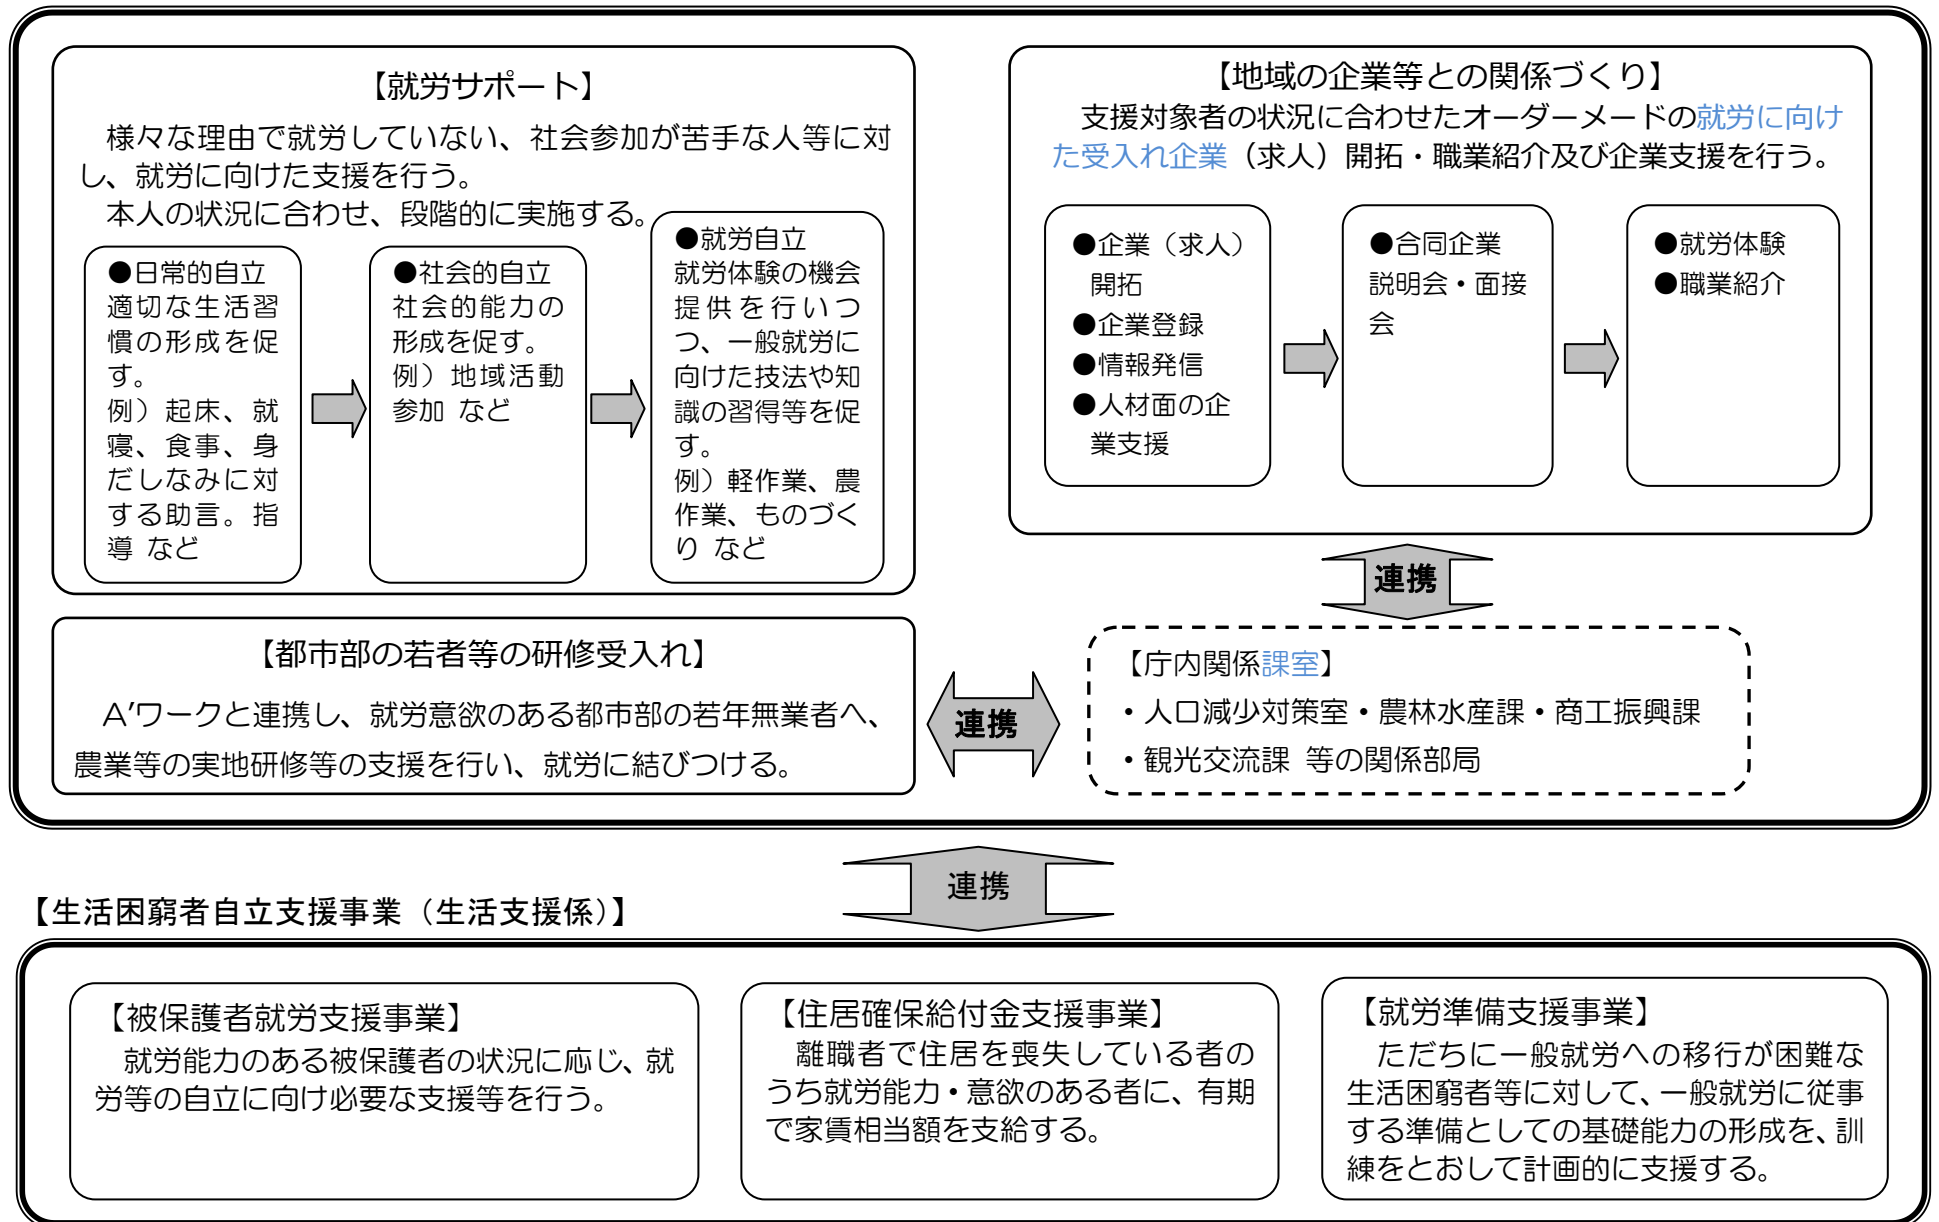 【就労サポート】
様々な理由で就労していない、社会参加が苦手な人等に対
し、就労に向けた支援を行う。
本人の状況に合わせ、段階的に実施する。
●日常的自立
適切な生活習
慣の形成を促
す。
例）起床、就
寝、食事、身
だしなみに対
する助言。指
導 など
●社会的自立
社会的能力の
形成を促す。
例）地域活動
参加 など
●就労自立
就労体験の機会
提供を行いつ
つ、一般就労に
向けた技法や知
識の習得等を促
す。
例）軽作業、農
作業、ものづく
り など
【地域の企業等との関係づくり】
支援対象者の状況に合わせたオーダーメードの就労に向け
た受入れ企業（求人）開拓・職業紹介及び企業支援を行う。
●企業（求人）
開拓
●企業登録
●情報発信
●人材面の企
業支援
●合同企業
説明会・面接
会
●就労体験
●職業紹介
連携
【都市部の若者等の研修受入れ】
A'ワークと連携し、就労意欲のある都市部の若年無業者へ、
農業等の実地研修等の支援を行い、就労に結びつける。
連携
【庁内関係課室】
・人口減少対策室・農林水産課・商工振興課
・観光交流課 等の関係部局
連携
【生活困窮者自立支援事業（生活支援係）】
【被保護者就労支援事業】
就労能力のある被保護者の状況に応じ、就
労等の自立に向け必要な支援等を行う。
【住居確保給付金支援事業】
離職者で住居を喪失している者の
うち就労能力・意欲のある者に、有期
で家賃相当額を支給する。
【就労準備支援事業】
ただちに一般就労への移行が困難な
生活困窮者等に対して、一般就労に従事
する準備としての基礎能力の形成を、訓
練をとおして計画的に支援する。